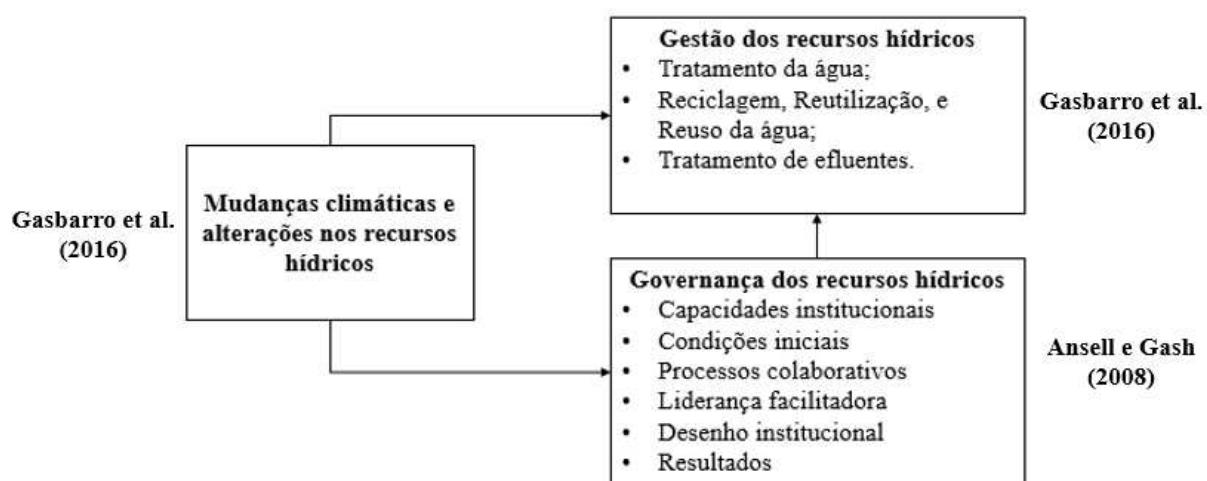 Gestão dos recursos hídricos
• Tratamento da água;
• Reciclagem, Reutilização, e
Reuso da água;
• Tratamento de efluentes.
Gasbarro et al.
(2016)
Gasbarro et al.
(2016)
Mudanças climáticas e
alterações nos recursos
hídricos
Governança dos recursos hídricos
• Capacidades institucionais
• Condições iniciais
• Processos colaborativos
• Liderança facilitadora
• Desenho institucional
• Resultados
Ansell e Gash
(2008)